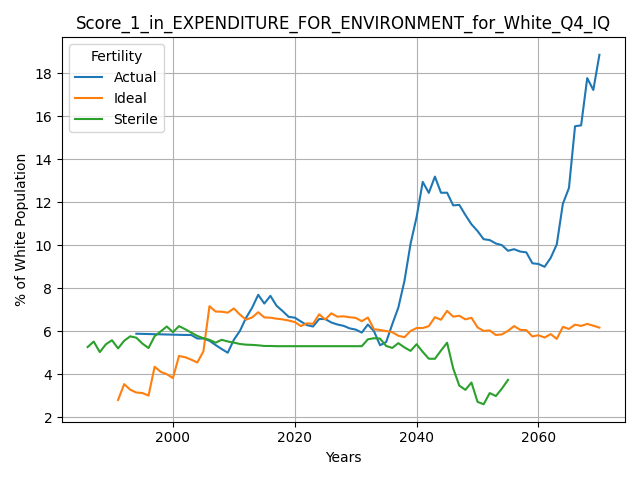 Score_1_in_EXPENDITURE_FOR_ENVIRONMENT_for_White_Q4_IQ
Fertility
Actual
Ideal
Sterile
% of White Population
18
16
14
12
10
8
6
4
2
2000 2020 2040 2060
Years